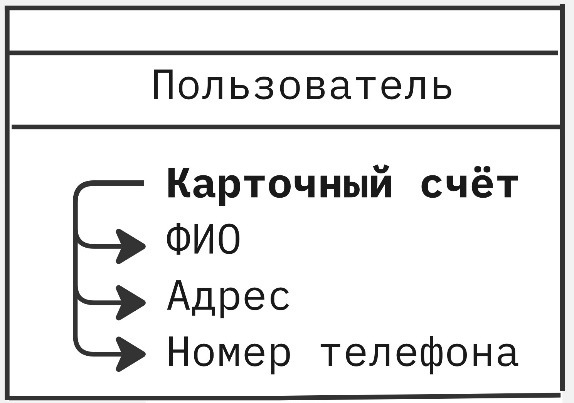 Пользователь
Карточный счёт
ФИО
Адрес
Номер телефона